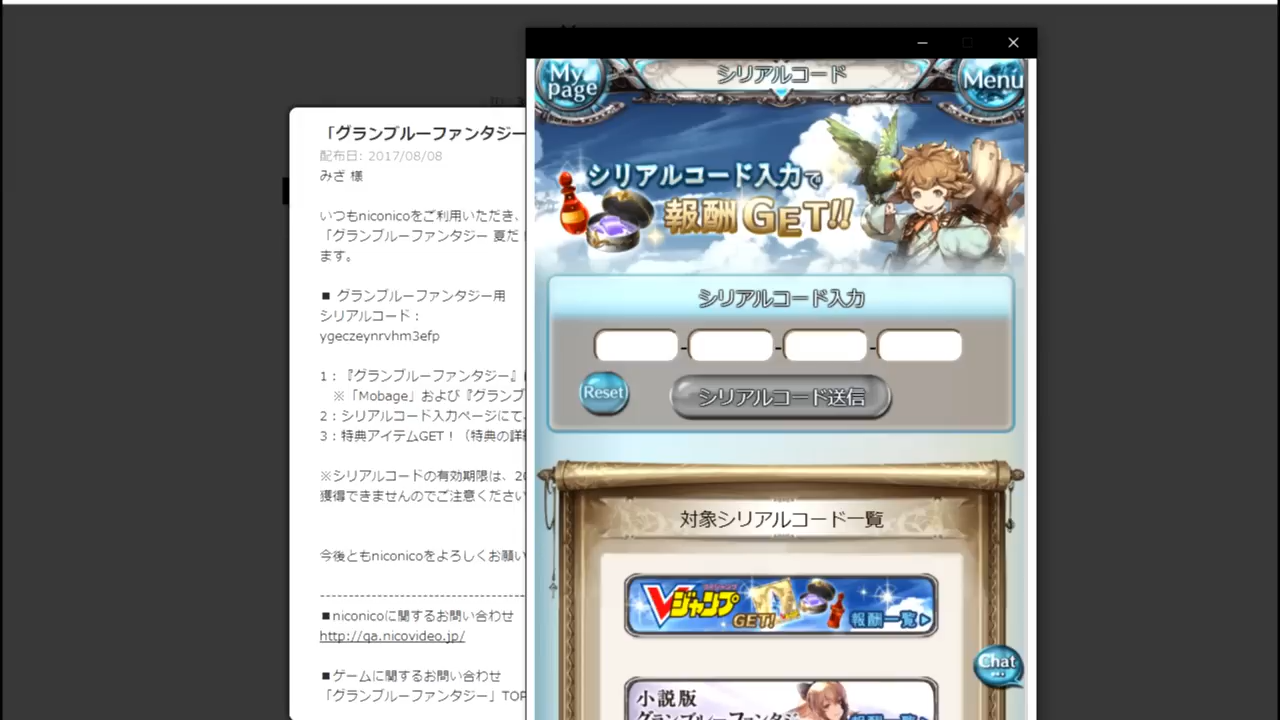 「グランブルーファンタジー
配布日: 2017/08/08
みざ 様
いつもniconicoをご利用いただき、
「グランブルーファンタジー 夏だ
ます。
■ グランブルーファンタジー用
シリアルコード：
ygeczeynrvhm3efp
1：『グランブルーファンタジー』
※「Mobage」および『グランブ
2：シリアルコード入力ページにて、
3：特典アイテムGET！（特典の詳細
※シリアルコードの有効期限は、20
獲得できませんのでご注意ください
今後ともniconicoをよろしくお願い
■niconicoに関するお問い合わせ
http://qa.nicovideo.jp/
■ゲームに関するお問い合わせ
「グランブルーファンタジー」TOP
My page
シリアルコード
Menu
シリアルコード入力で
報酬GET!!
シリアルコード入力
- - -
Reset
シリアルコード送信
対象シリアルコード一覧
Vジャンプ
GET!
報酬一覧
小説版
グランブルーファンタジー
報酬一覧
Chat